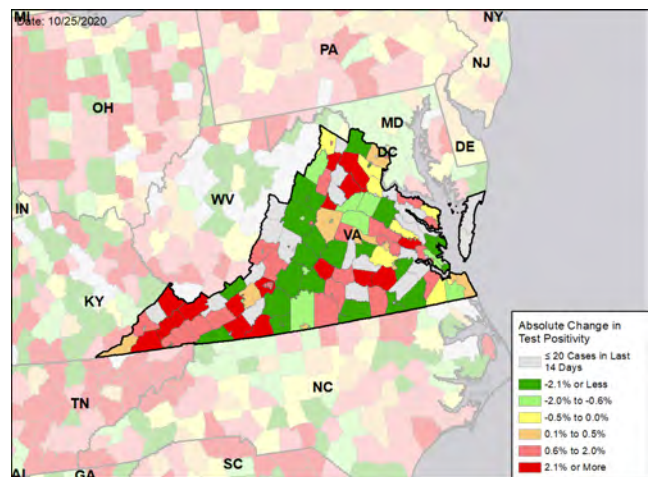 Date: 10/25/2020
MI
NY
PA
NJ
OH
MD
DE
DC
WV
IN
VA
KY
TN
NC
SC
AL
GA
Absolute Change in
Test Positivity
≤ 20 Cases in Last
14 Days
-2.1% or Less
-2.0% to -0.6%
-0.5% to 0.0%
0.1% to 0.5%
0.6% to 2.0%
2.1% or More